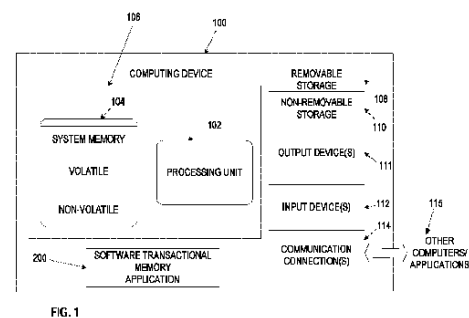 100
106
COMPUTING DEVICE
REMOVABLE
STORAGE
108
104
NON-REMOVABLE
STORAGE
110
102
SYSTEM MEMORY
OUTPUT DEVICE(S)
111
VOLATILE
PROCESSING UNIT
NON-VOLATILE
INPUT DEVICE(S)
112
114
115
COMMUNICATION
CONNECTION(S)
OTHER
COMPUTERS/
APPLICATIONS
200
SOFTWARE TRANSACTIONAL
MEMORY
APPLICATION
FIG. 1